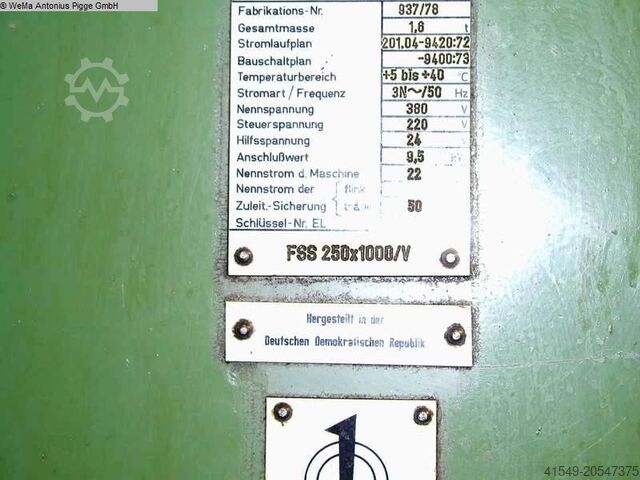 © WeMa Antonius Pigge GmbH
Fabrikations-Nr. 937/78
Gesamtmasse 1,6 t
Stromlaufplan 201.04-9420:72
Bauschaltplan -9400:73
Temperaturbereich +5 bis +40 °C
Stromart / Frequenz 3N~/50 Hz
Nennspannung 380 V
Steuerspannung 220 V
Hilfsspannung 24
Anschlußwert 9,5
Nennstrom d. Maschine 22
Nennstrom der flink
Zuleit.-Sicherung träge 50
Schlüssel-Nr. EL
FSS 250x1000/V
Hergestellt in der
Deutschen Demokratischen Republik
1
41549-20547375